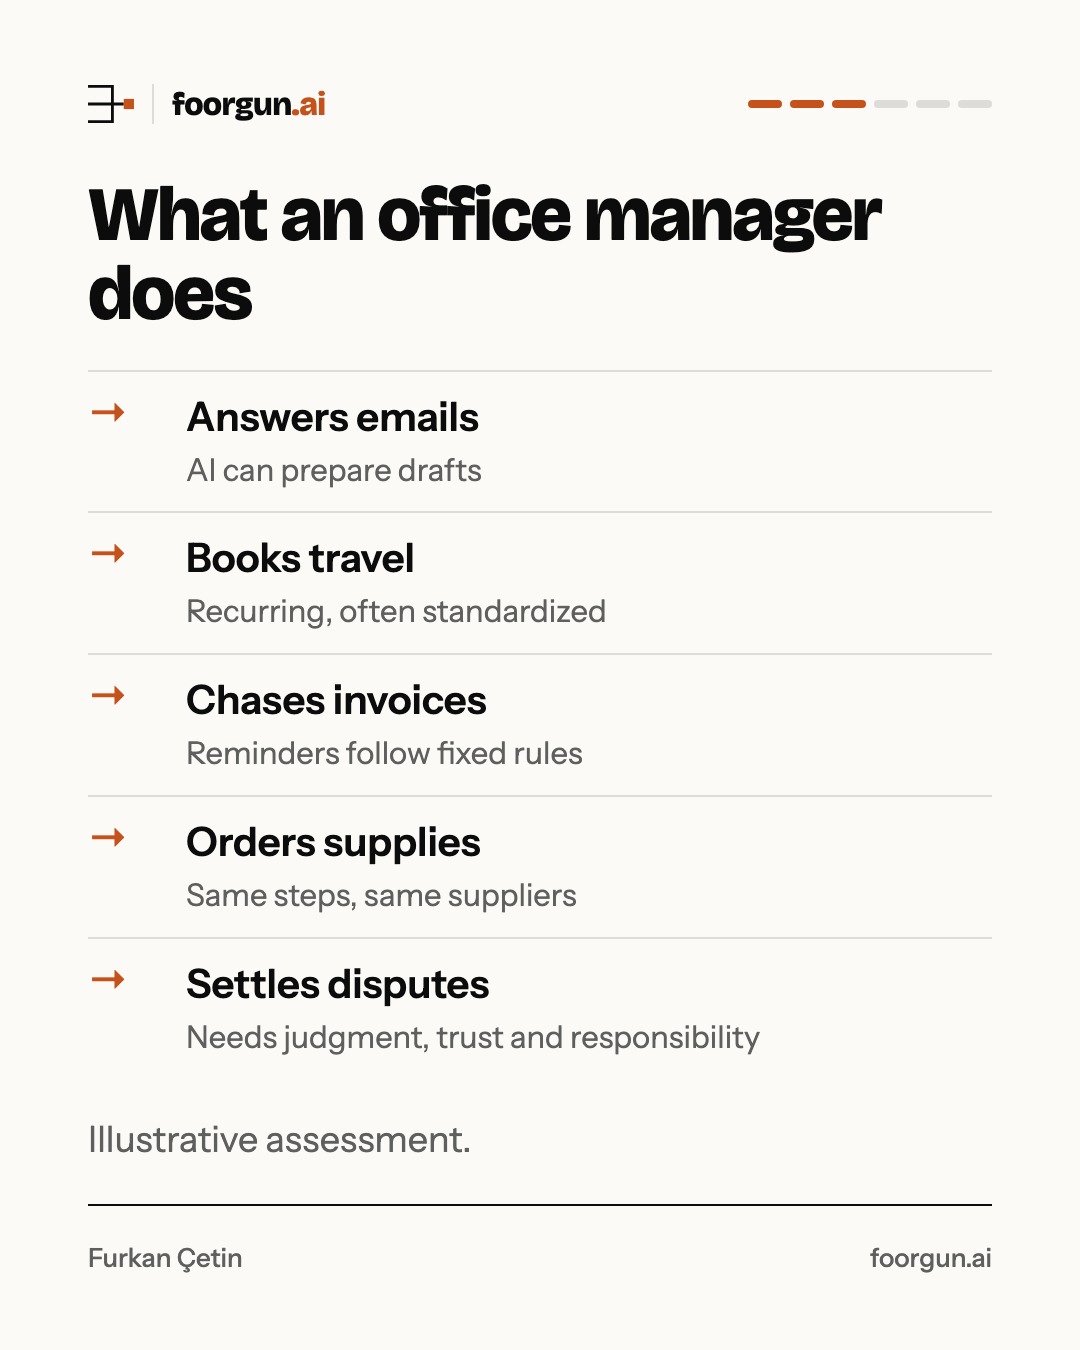 foorgun.ai
What an office manager
does
→ Answers emails
AI can prepare drafts
→ Books travel
Recurring, often standardized
→ Chases invoices
Reminders follow fixed rules
→ Orders supplies
Same steps, same suppliers
→ Settles disputes
Needs judgment, trust and responsibility
Illustrative assessment.
Furkan Çetin
foorgun.ai